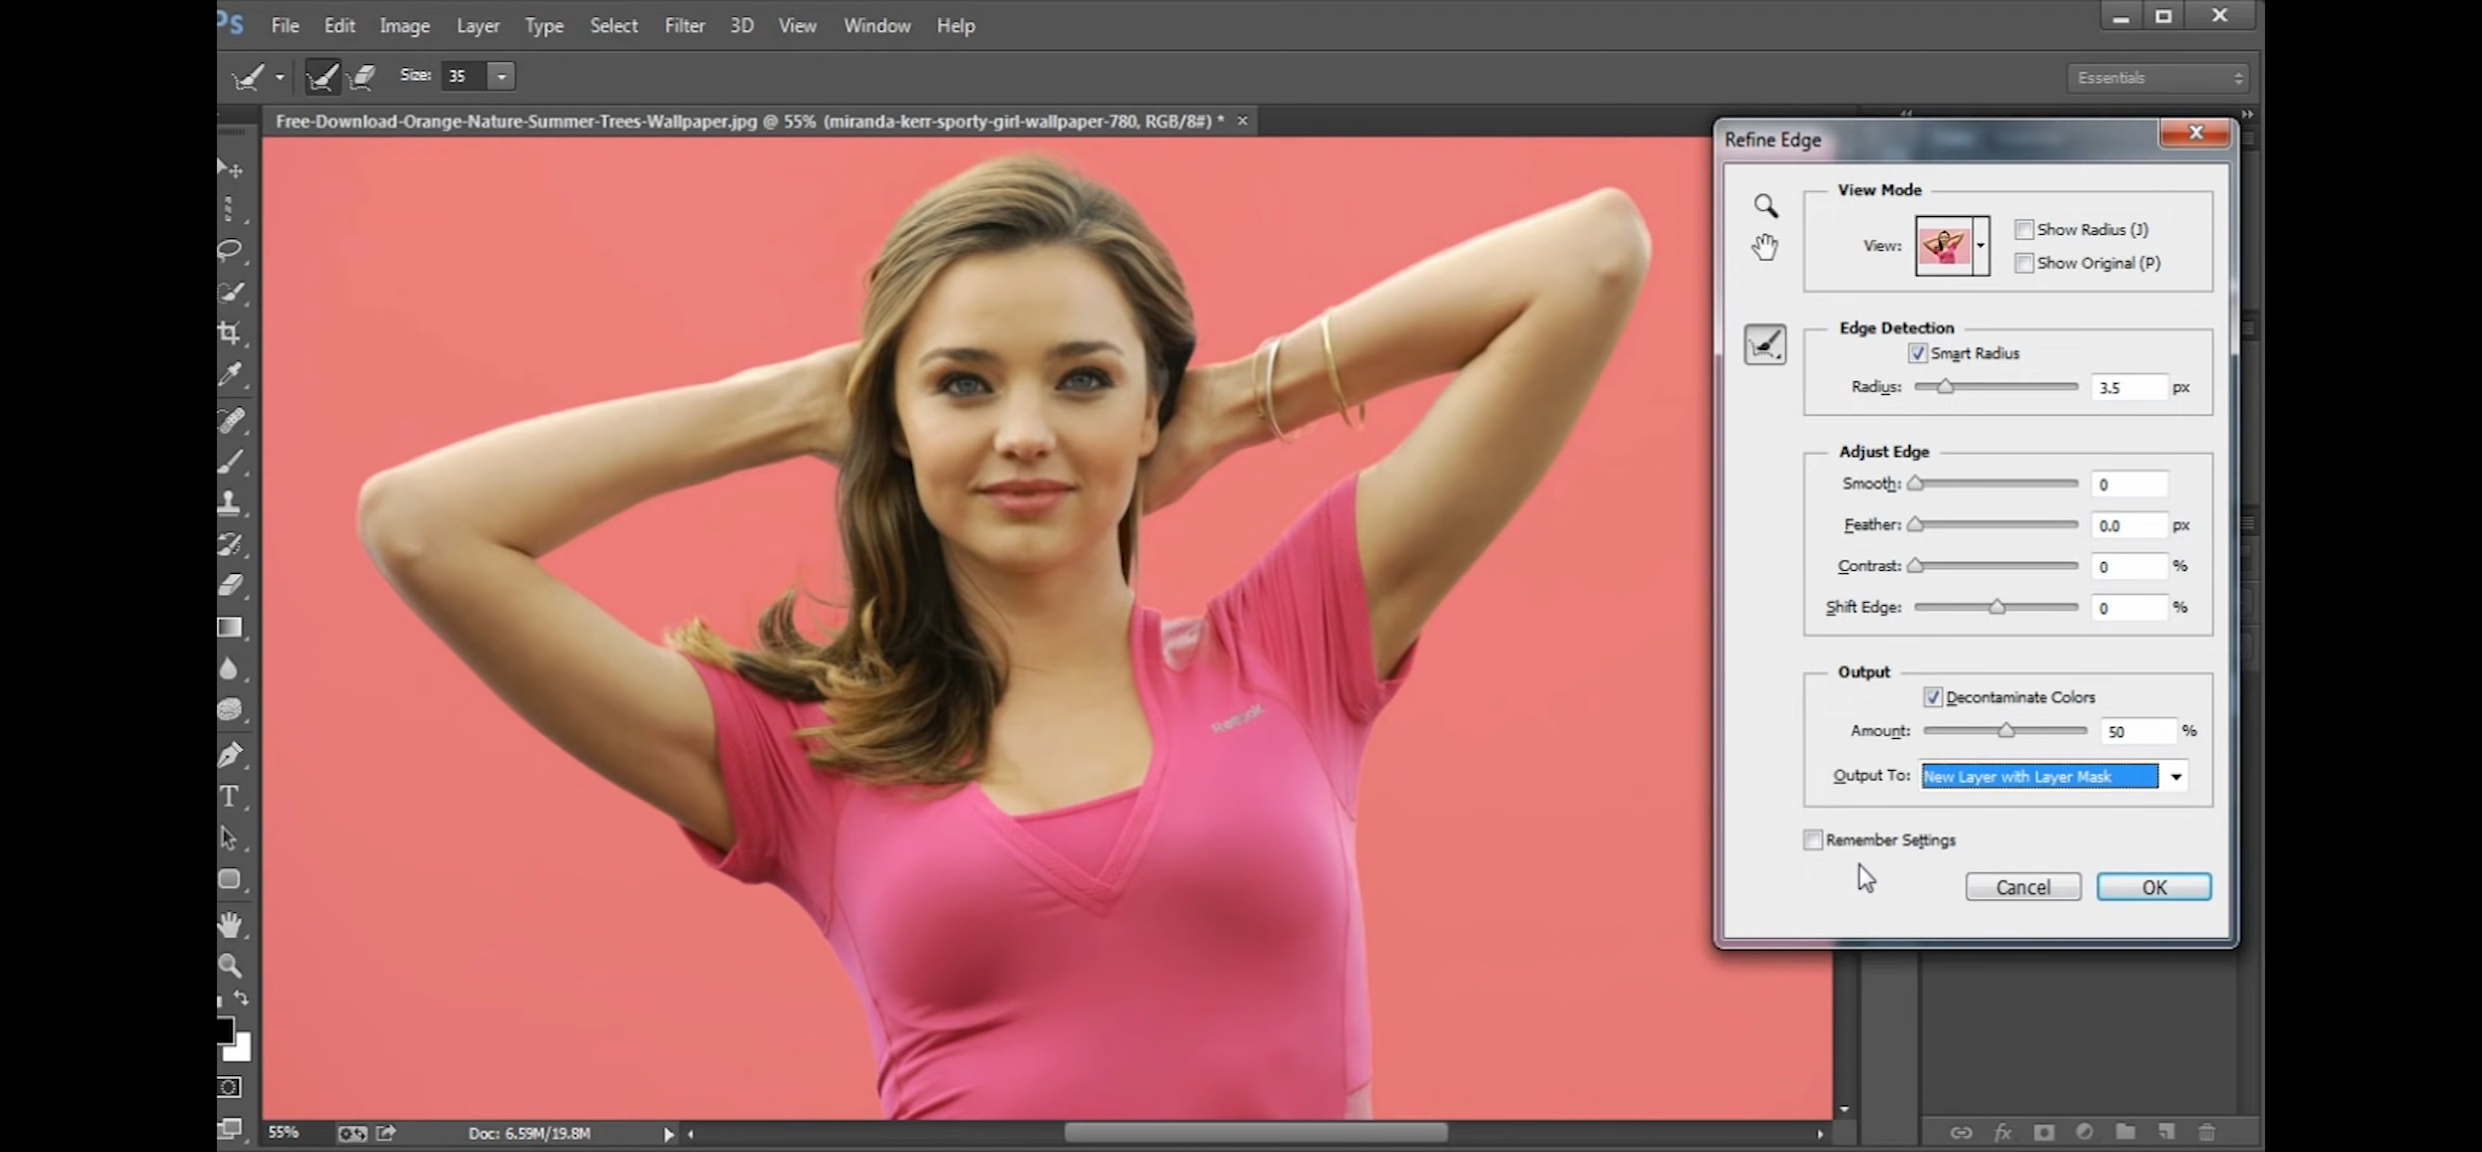 PS File Edit Image Layer Type Select Filter 3D View Window Help
Size: 35
Essentials
Free-Download-Orange-Nature-Summer-Trees-Wallpaper.jpg @ 55% (miranda-kerr-sporty-girl-wallpaper-780, RGB/8#) *
Refine Edge
View Mode
View:
Show Radius (J)
Show Original (P)
Edge Detection
Smart Radius
Radius: 3.5 px
Adjust Edge
Smooth: 0
Feather: 0.0 px
Contrast: 0 %
Shift Edge: 0 %
Output
Decontaminate Colors
Amount: 50 %
Output To: New Layer with Layer Mask
Remember Settings
Cancel OK
Reebok
T
55% Doc: 6.59M/19.8M
fx